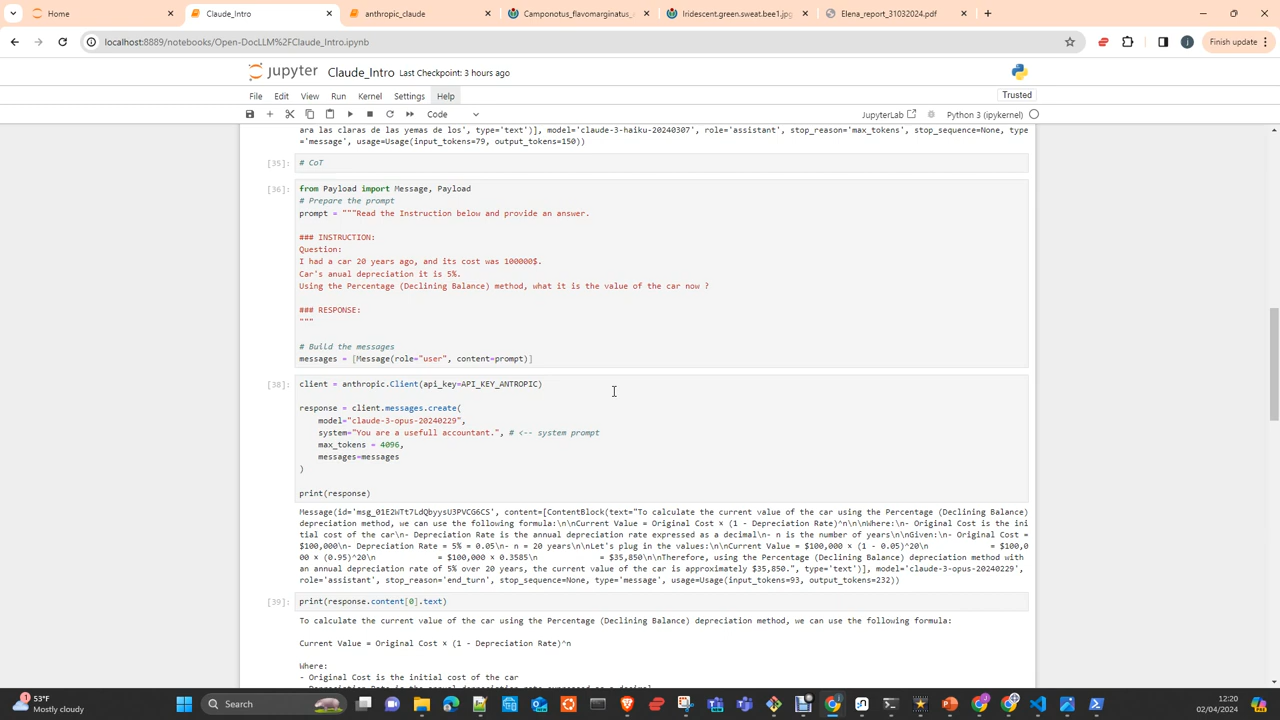 Home
Claude_Intro
anthropic_claude
Camponotus_flavomarginatus_
Iridescent.green.sweat.bee1.jpg
Elena_report_31032024.pdf
localhost:8889/notebooks/Open-DocLLM%2FClaude_Intro.ipynb
Finish update
jupyter Claude_Intro Last Checkpoint: 3 hours ago
File Edit View Run Kernel Settings Help
Trusted
Code
JupyterLab
Python 3 (ipykernel)
ara las claras de las yemas de los', type='text')], model='claude-3-haiku-20240307', role='assistant', stop_reason='max_tokens', stop_sequence=None, type
='message', usage=Usage(input_tokens=79, output_tokens=150))
[35]: # CoT
[36]: from Payload import Message, Payload
# Prepare the prompt
prompt = """Read the Instruction below and provide an answer.
### INSTRUCTION:
Question:
I had a car 20 years ago, and its cost was 100000$.
Car's anual depreciation it is 5%.
Using the Percentage (Declining Balance) method, what it is the value of the car now ?
### RESPONSE:
"""
# Build the messages
messages = [Message(role="user", content=prompt)]
[38]: client = anthropic.Client(api_key=API_KEY_ANTROPIC)
response = client.messages.create(
model="claude-3-opus-20240229",
system="You are a usefull accountant.", # <-- system prompt
max_tokens = 4096,
messages=messages
)
print(response)
Message(id='msg_01E2WTt7LdQbyysU3PVCG6CS', content=[ContentBlock(text="To calculate the current value of the car using the Percentage (Declining Balance)
depreciation method, we can use the following formula:\n\nCurrent Value = Original Cost × (1 - Depreciation Rate)^n\n\nWhere:\n- Original Cost is the ini
tial cost of the car\n- Depreciation Rate is the annual depreciation rate expressed as a decimal\n- n is the number of years\n\nGiven:\n- Original Cost =
$100,000\n- Depreciation Rate = 5% = 0.05\n- n = 20 years\n\nLet's plug in the values:\n\nCurrent Value = $100,000 × (1 - 0.05)^20\n = $100,0
00 × (0.95)^20\n = $100,000 × 0.3585\n = $35,850\n\nTherefore, using the Percentage (Declining Balance) depreciation method with
an annual depreciation rate of 5% over 20 years, the current value of the car is approximately $35,850.", type='text')], model='claude-3-opus-20240229',
role='assistant', stop_reason='end_turn', stop_sequence=None, type='message', usage=Usage(input_tokens=93, output_tokens=232))
[39]: print(response.content[0].text)
To calculate the current value of the car using the Percentage (Declining Balance) depreciation method, we can use the following formula:
Current Value = Original Cost × (1 - Depreciation Rate)^n
Where:
- Original Cost is the initial cost of the car
53°F
Mostly cloudy
Search
12:20
02/04/2024